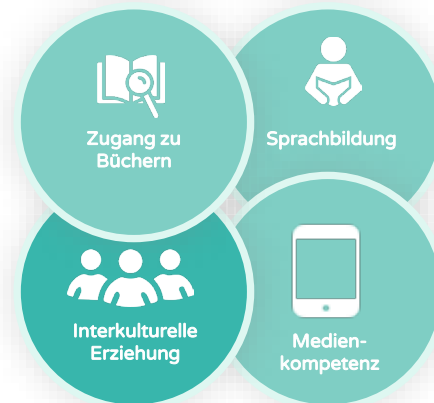 Zugang zu
Büchern
Sprachbildung
Interkulturelle
Erziehung
Medien-
kompetenz